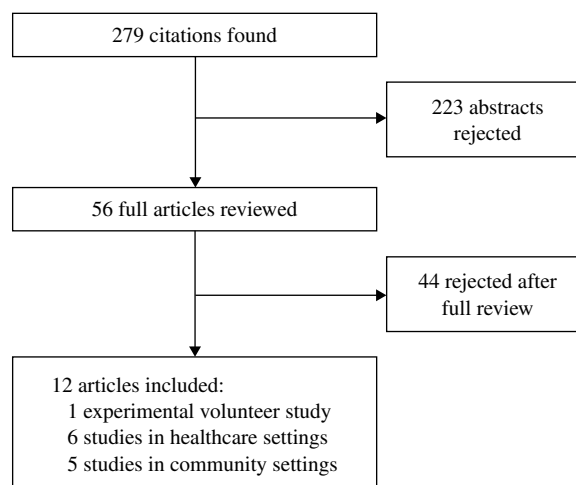 279 citations found
223 abstracts
rejected
56 full articles reviewed
44 rejected after
full review
12 articles included:
1 experimental volunteer study
6 studies in healthcare settings
5 studies in community settings